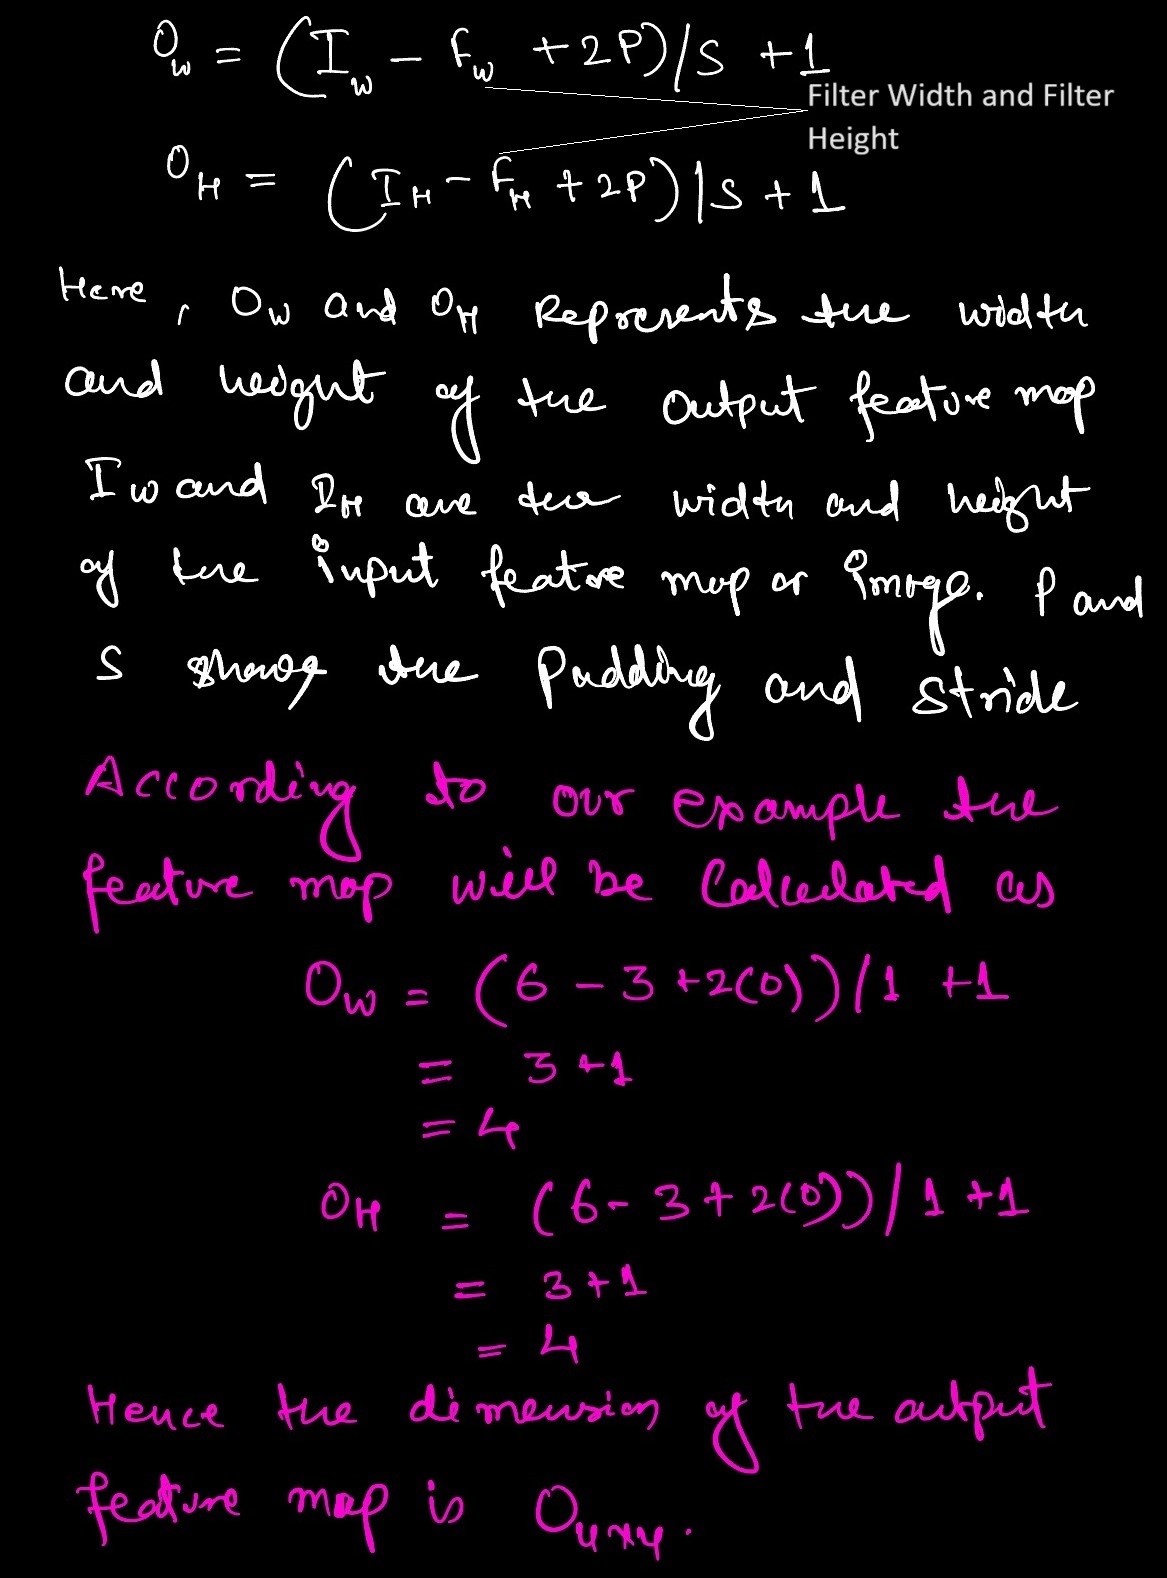 O_W = (I_W - F_W + 2P)/S + 1
Filter Width and Filter
Height
O_H = (I_H - F_H + 2P)/S + 1
Here, O_W and O_H Represents the width
and height of the output feature map
I_W and I_H are the width and height
of the input feature map or image. P and
S shows the Padding and stride
According to our example the
feature map will be Calculated as
O_W = (6 - 3 + 2(0))/1 + 1
= 3 + 1
= 4
O_H = (6 - 3 + 2(0))/1 + 1
= 3 + 1
= 4
Hence the dimension of the output
feature map is O_4x4.